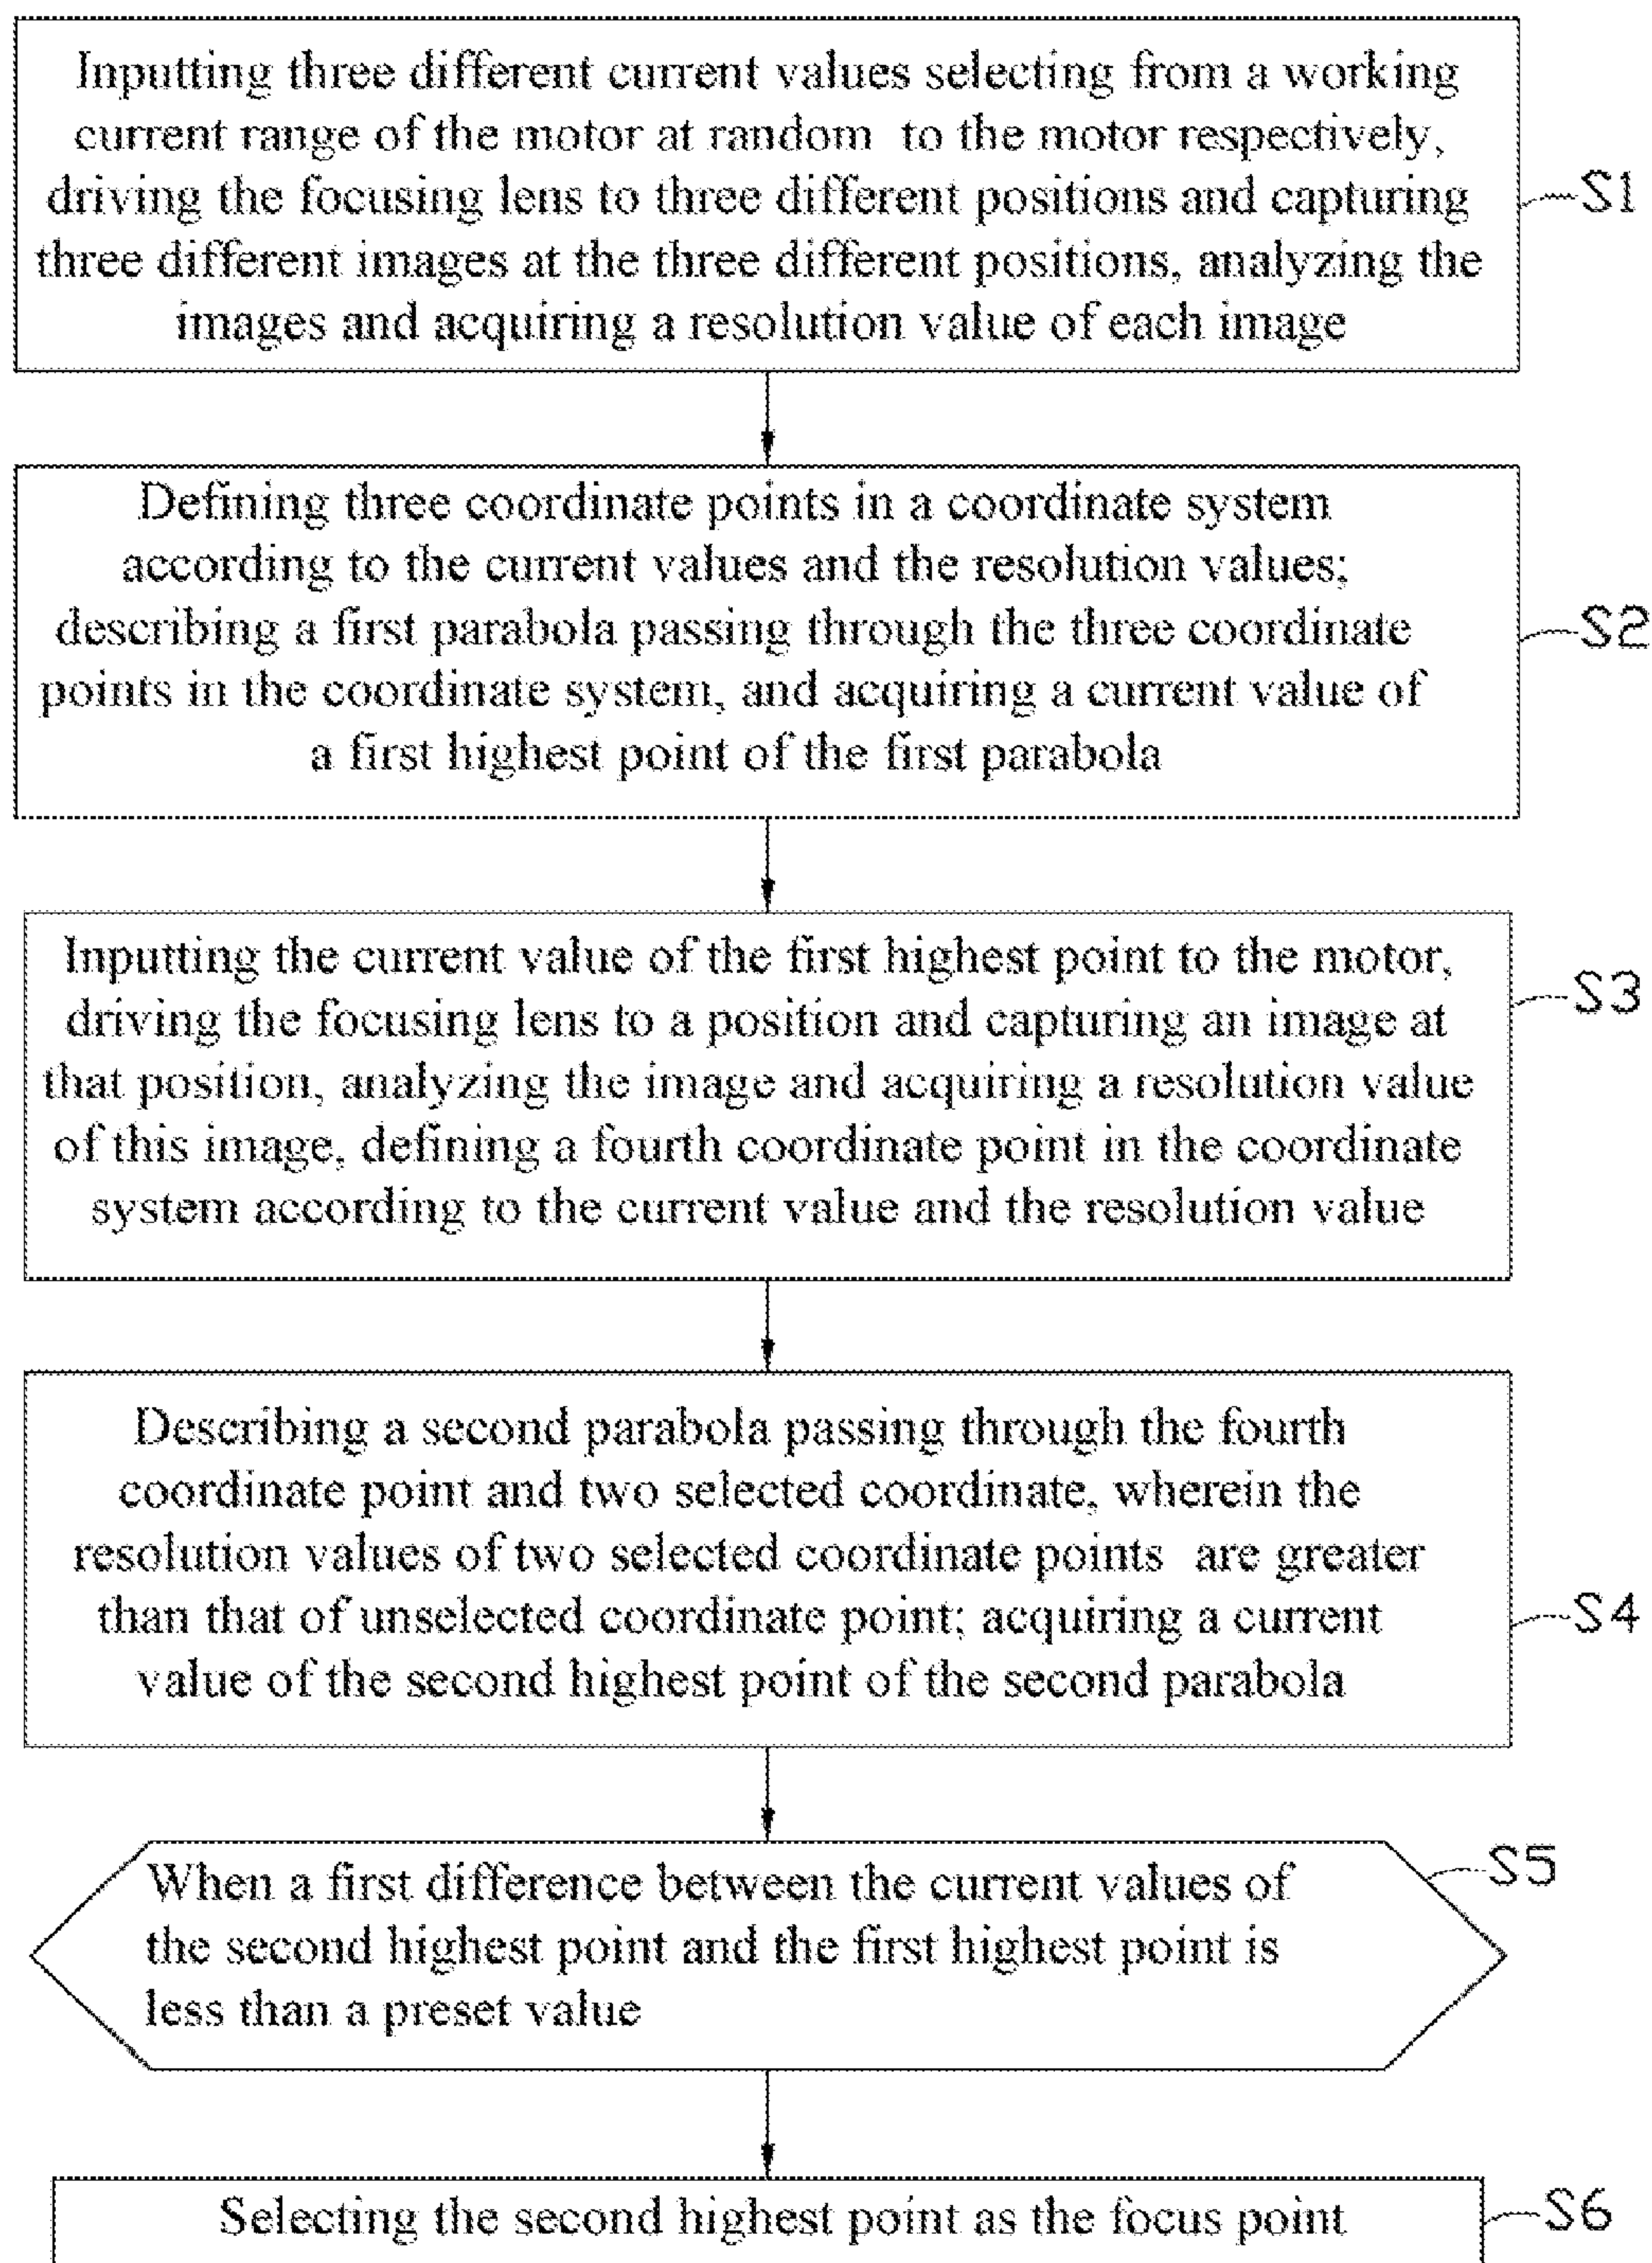 Inputting three different current values selecting from a working
current range of the motor at random to the motor respectively,
driving the focusing lens to three different positions and capturing
three different images at the three different positions, analyzing the
images and acquiring a resolution value of each image
S1
Defining three coordinate points in a coordinate system
according to the current values and the resolution values;
describing a first parabola passing through the three coordinate
points in the coordinate system, and acquiring a current value of
a first highest point of the first parabola
S2
Inputting the current value of the first highest point to the motor,
driving the focusing lens to a position and capturing an image at
that position, analyzing the image and acquiring a resolution value
of this image, defining a fourth coordinate point in the coordinate
system according to the current value and the resolution value
S3
Describing a second parabola passing through the fourth
coordinate point and two selected coordinate, wherein the
resolution values of two selected coordinate points are greater
than that of unselected coordinate point; acquiring a current
value of the second highest point of the second parabola
S4
When a first difference between the current values of
the second highest point and the first highest point is
less than a preset value
S5
Selecting the second highest point as the focus point
S6